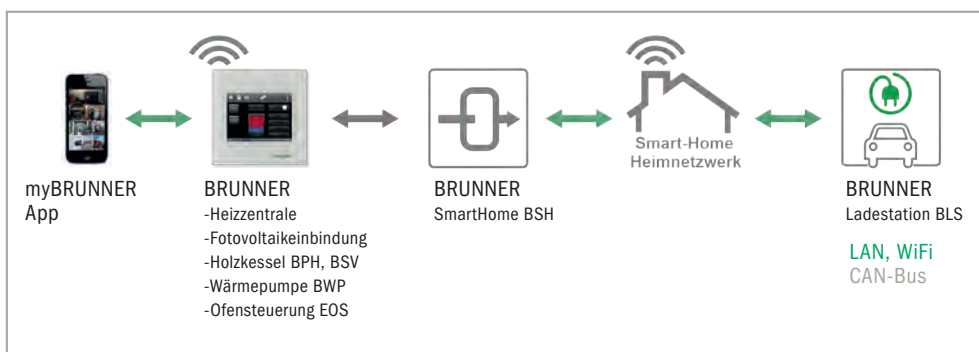 Smart-Home
Heimnetzwerk
myBRUNNER
App
BRUNNER
-Heizzentrale
-Fotovoltaikeinbindung
-Holzkessel BPH, BSV
-Wärmepumpe BWP
-Ofensteuerung EOS
BRUNNER
SmartHome BSH
BRUNNER
Ladestation BLS
LAN, WiFi
CAN-Bus